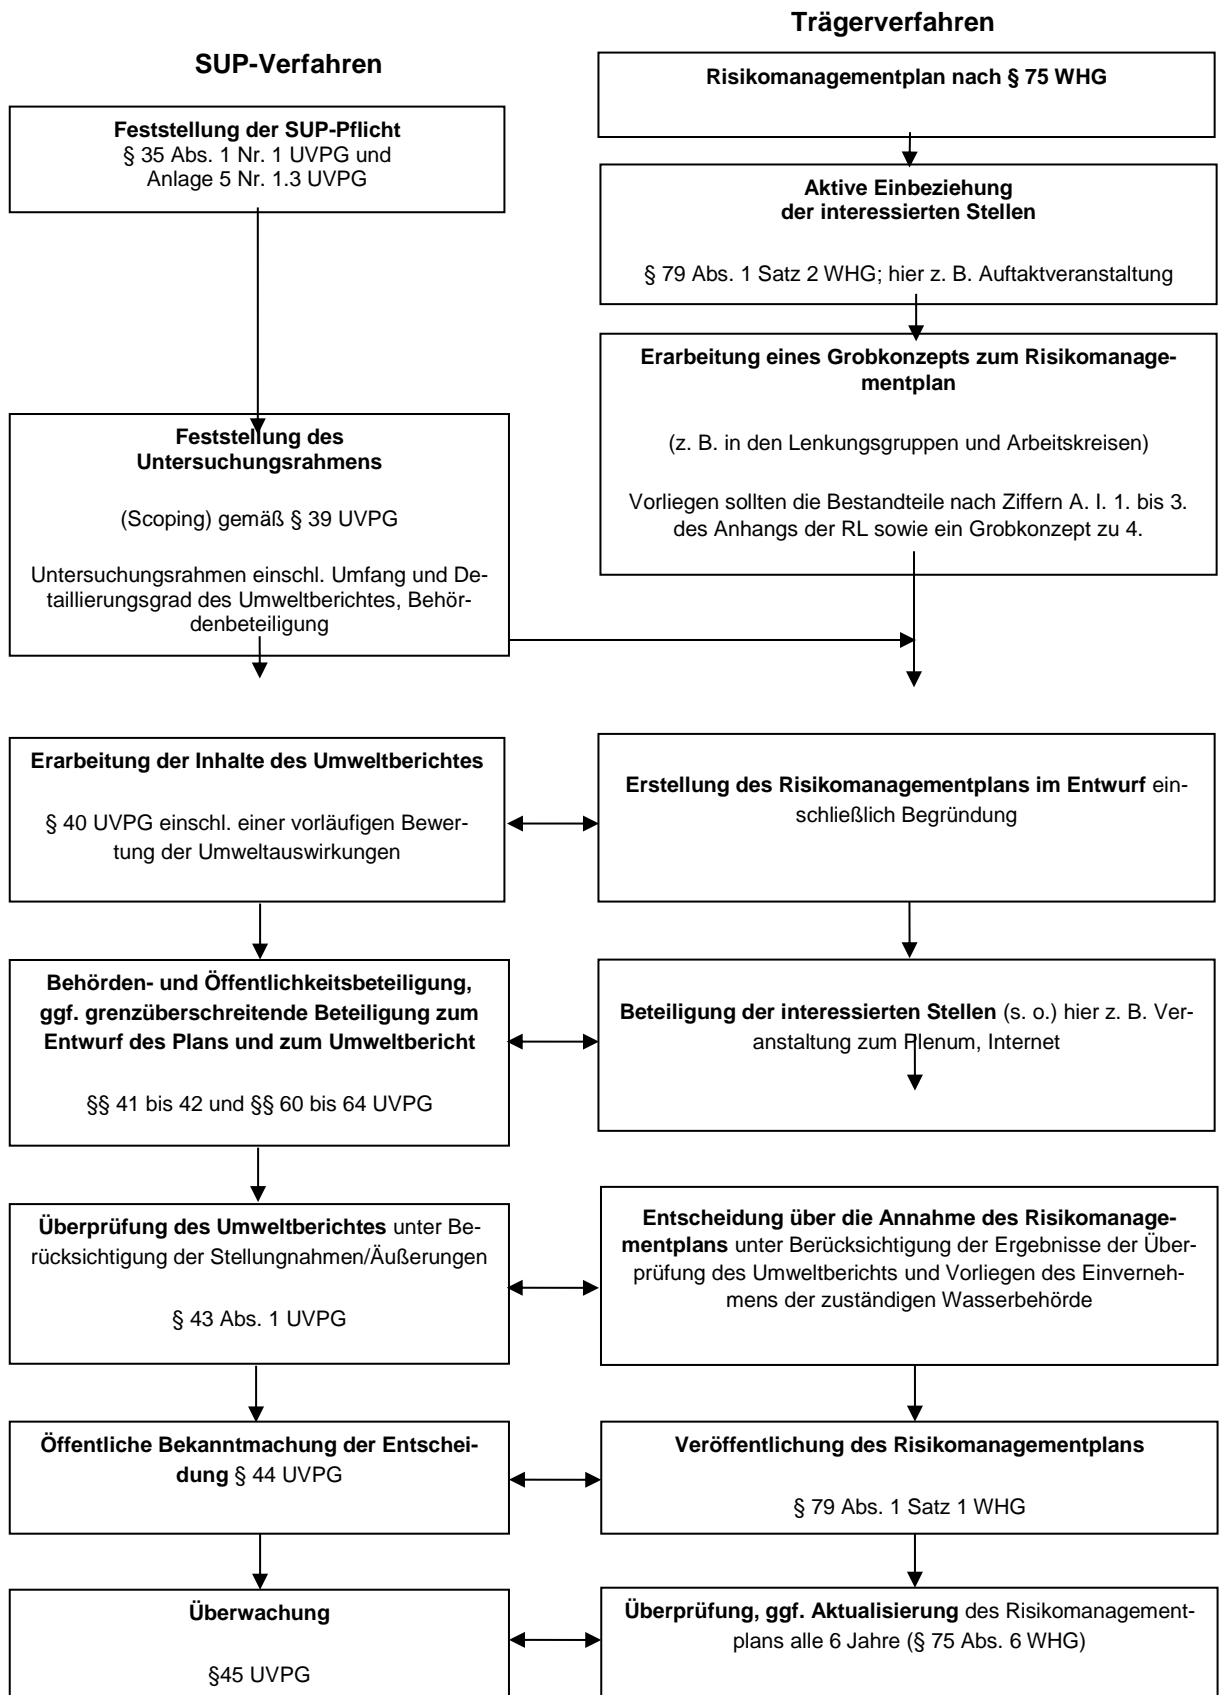 Trägerverfahren
SUP-Verfahren
Risikomanagementplan nach § 75 WHG
Feststellung der SUP-Pflicht
§ 35 Abs. 1 Nr. 1 UVPG und
Anlage 5 Nr. 1.3 UVPG
Aktive Einbeziehung
der interessierten Stellen
§ 79 Abs. 1 Satz 2 WHG; hier z. B. Auftaktveranstaltung
Erarbeitung eines Grobkonzepts zum Risikomanage-
mentplan
(z. B. in den Lenkungsgruppen und Arbeitskreisen)
Vorliegen sollten die Bestandteile nach Ziffern A. I. 1. bis 3.
des Anhangs der RL sowie ein Grobkonzept zu 4.
Feststellung des
Untersuchungsrahmens
(Scoping) gemäß § 39 UVPG
Untersuchungsrahmen einschl. Umfang und De-
taillierungsgrad des Umweltberichtes, Behör-
denbeteiligung
Erarbeitung der Inhalte des Umweltberichtes
§ 40 UVPG einschl. einer vorläufigen Bewer-
tung der Umweltauswirkungen
Erstellung des Risikomanagementplans im Entwurf ein-
schließlich Begründung
Behörden- und Öffentlichkeitsbeteiligung,
ggf. grenzüberschreitende Beteiligung zum
Entwurf des Plans und zum Umweltbericht
§§ 41 bis 42 und §§ 60 bis 64 UVPG
Beteiligung der interessierten Stellen (s. o.) hier z. B. Ver-
anstaltung zum Plenum, Internet
Überprüfung des Umweltberichtes unter Be-
rücksichtigung der Stellungnahmen/Äußerungen
§ 43 Abs. 1 UVPG
Entscheidung über die Annahme des Risikomanage-
mentplans unter Berücksichtigung der Ergebnisse der Über-
prüfung des Umweltberichts und Vorliegen des Einverneh-
mens der zuständigen Wasserbehörde
Öffentliche Bekanntmachung der Entschei-
dung § 44 UVPG
Veröffentlichung des Risikomanagementplans
§ 79 Abs. 1 Satz 1 WHG
Überwachung
§45 UVPG
Überprüfung, ggf. Aktualisierung des Risikomanagement-
plans alle 6 Jahre (§ 75 Abs. 6 WHG)